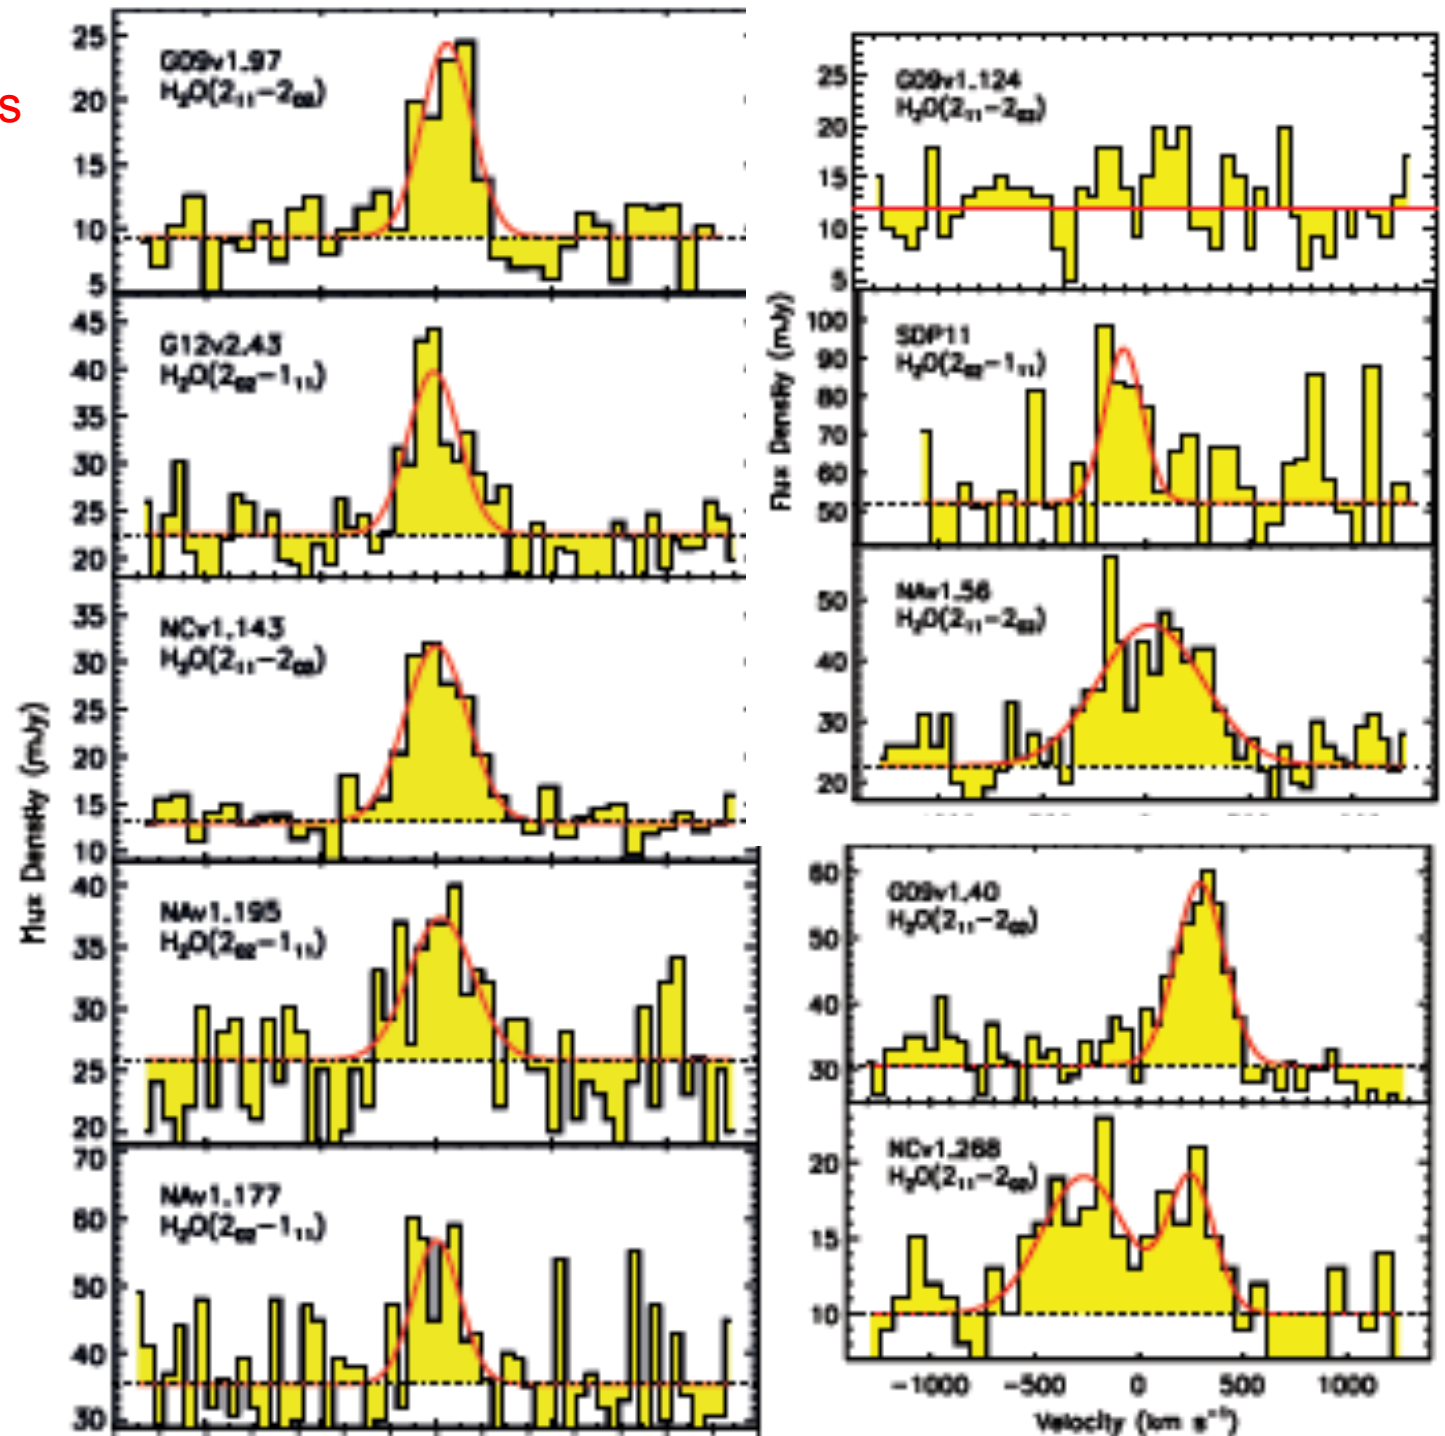 s
Flux Density (mJy)
25
20
15
10
5
G09v1.97
H₂O(2₁₁−2₀₂)
45
40
35
30
25
20
G12v2.43
H₂O(2₀₂−1₁₁)
35
30
25
20
15
10
NCv1.143
H₂O(2₁₁−2₀₂)
40
35
30
25
20
NAv1.195
H₂O(2₀₂−1₁₁)
70
60
50
40
30
NAv1.177
H₂O(2₀₂−1₁₁)
Flux Density (mJy)
25
20
15
10
5
G09v1.124
H₂O(2₁₁−2₀₂)
100
90
80
70
60
50
SDP11
H₂O(2₀₂−1₁₁)
50
40
30
20
NAv1.56
H₂O(2₁₁−2₀₂)
60
50
40
30
G09v1.40
H₂O(2₁₁−2₀₂)
20
15
10
NCv1.268
H₂O(2₁₁−2₀₂)
−1000 −500 0 500 1000
Velocity (km s⁻¹)